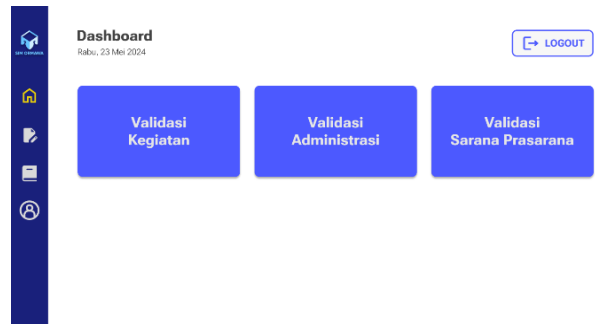 Dashboard
Rabu, 23 Mei 2024
LOGOUT
Validasi
Kegiatan
Validasi
Administrasi
Validasi
Sarana Prasarana